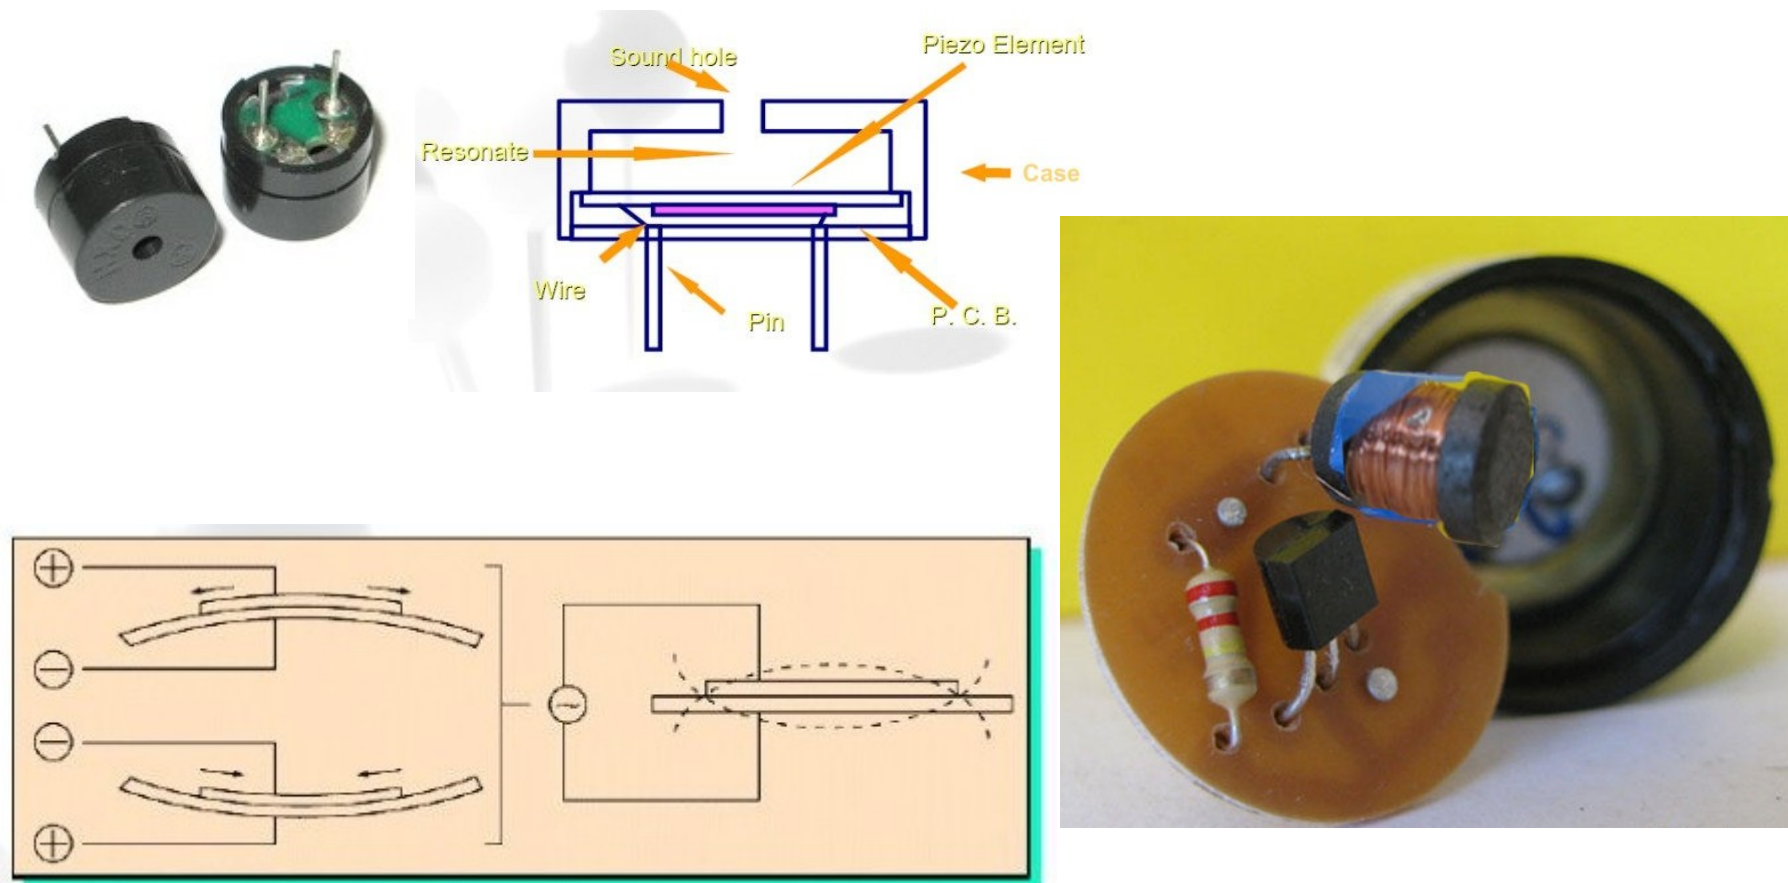 Sound hole
Piezo Element
Resonate
Case
Wire
Pin
P. C. B.
+
−
−
+
~